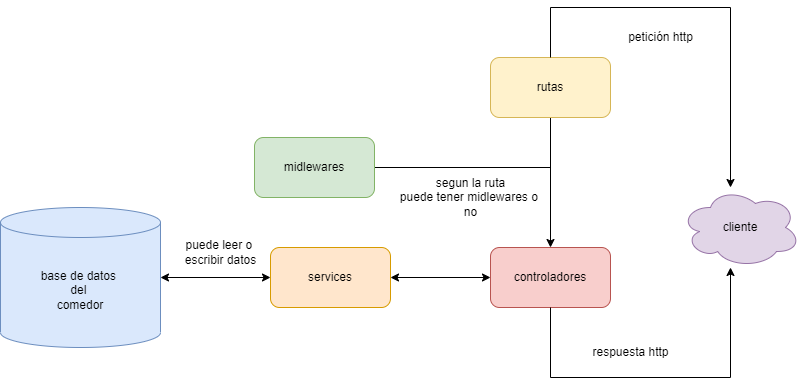 petición http
rutas
midlewares
segun la ruta
puede tener midlewares o
no
cliente
puede leer o
escribir datos
base de datos
del
comedor
services
controladores
respuesta http